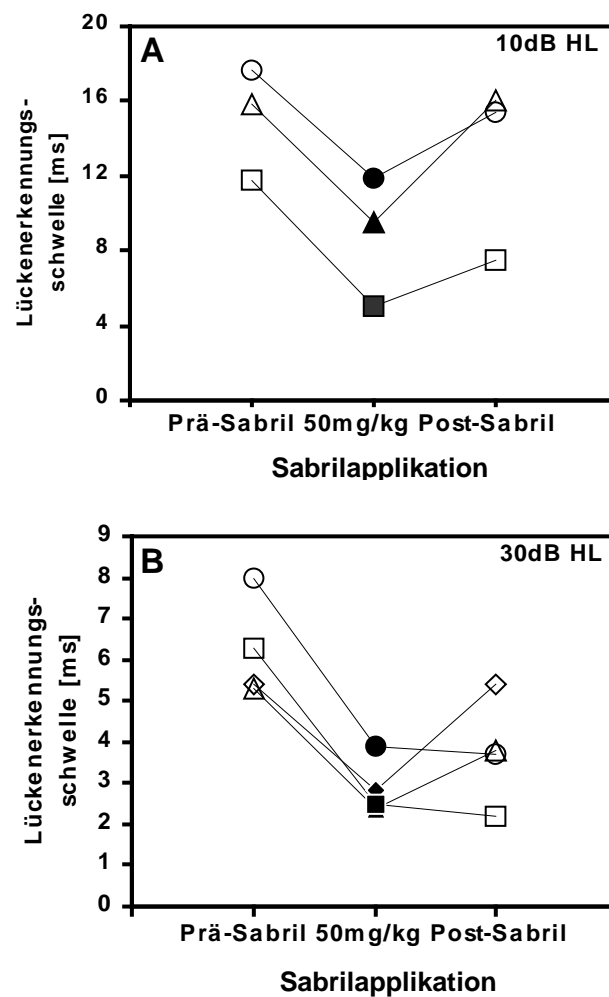 A
10dB HL
Lückenerkennungs-
schwelle [ms]
20
16
12
8
4
0
Prä-Sabril 50mg/kg Post-Sabril
Sabrilapplikation
B
30dB HL
Lückenerkennungs-
schwelle [ms]
9
8
7
6
5
4
3
2
1
0
Prä-Sabril 50mg/kg Post-Sabril
Sabrilapplikation